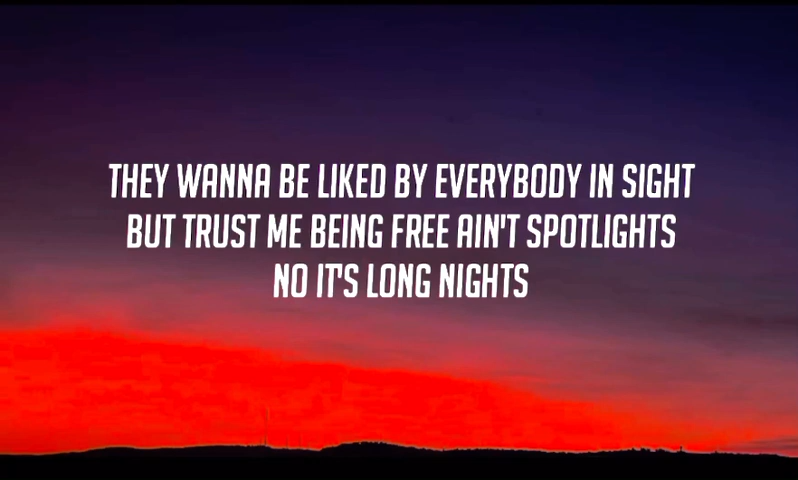 THEY WANNA BE LIKED BY EVERYBODY IN SIGHT
BUT TRUST ME BEING FREE AIN'T SPOTLIGHTS
NO IT'S LONG NIGHTS